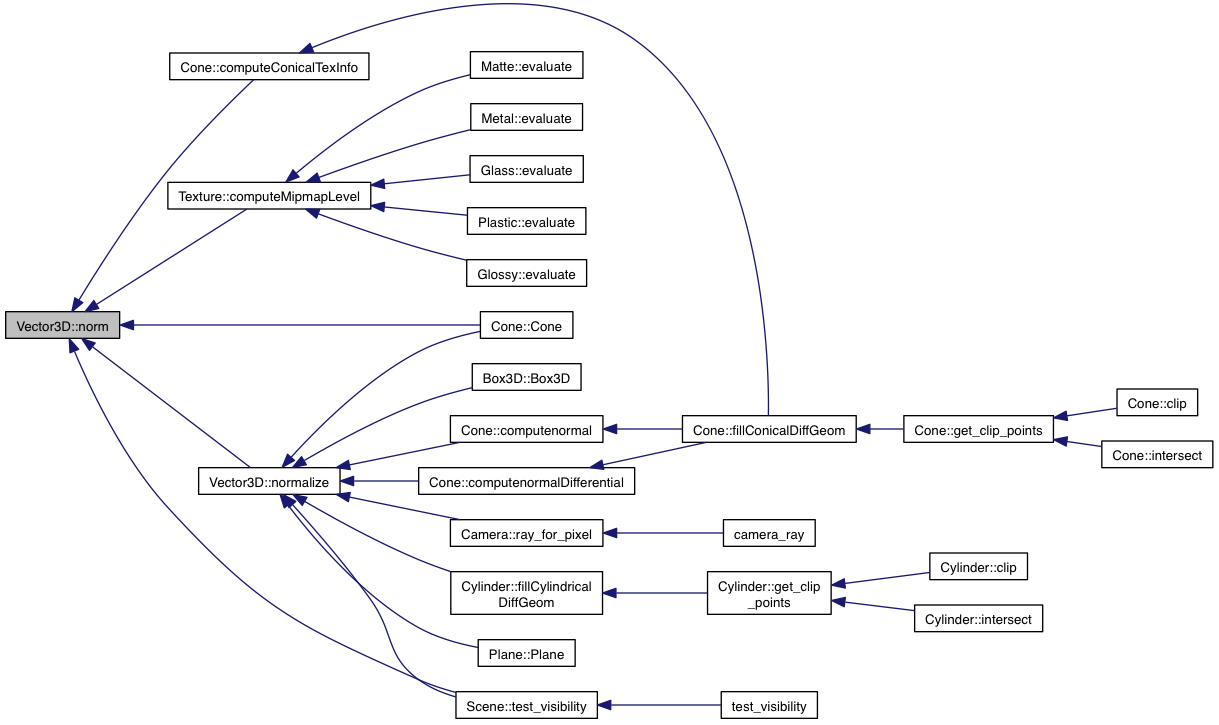 Cone::computeConicalTexInfo
Matte::evaluate
Metal::evaluate
Glass::evaluate
Texture::computeMipmapLevel
Plastic::evaluate
Glossy::evaluate
Vector3D::norm
Cone::Cone
Box3D::Box3D
Cone::clip
Cone::computenormal
Cone::fillConicalDiffGeom
Cone::get_clip_points
Cone::intersect
Vector3D::normalize
Cone::computenormalDifferential
Camera::ray_for_pixel
camera_ray
Cylinder::clip
Cylinder::fillCylindrical
DiffGeom
Cylinder::get_clip
_points
Cylinder::intersect
Plane::Plane
Scene::test_visibility
test_visibility